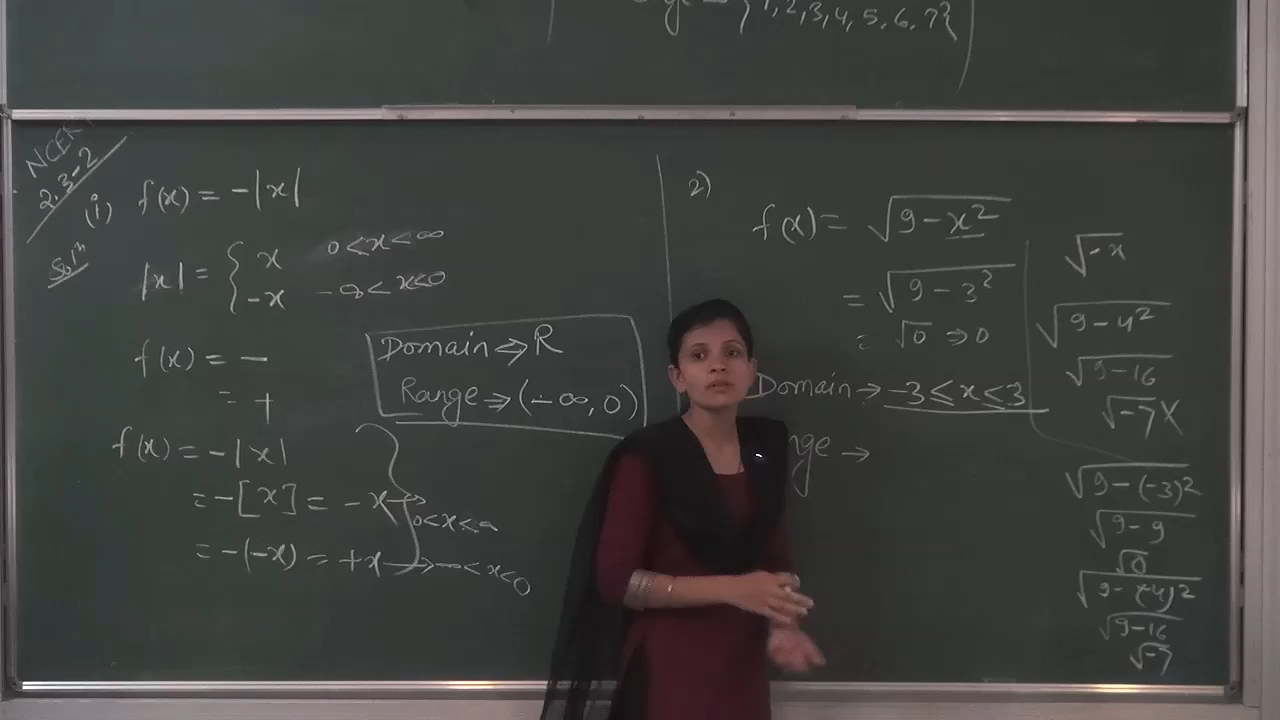 1, 2, 3, 4, 5, 6, 7}
NCERT
2.3-2
(i) f(x) = -|x|
Solⁿ
|x| = { x 0<x<∞
-x -∞<x<0
f(x) = -
= +
Domain ⇒ R
Range ⇒ (-∞, 0)
f(x) = -|x|
= -[x] = -x → 0<x<∞
= -(-x) = +x → -∞<x<0
2)
f(x) = √(9-x²)
= √(9-3²)
= √0 ⇒ 0
Domain → -3 ≤ x ≤ 3
nge →
√-x
√(9-4²)
√(9-16)
√-7 X
√(9-(-3)²)
√(9-9)
√0
√(9-(-4)²)
√(9-16)
√-7